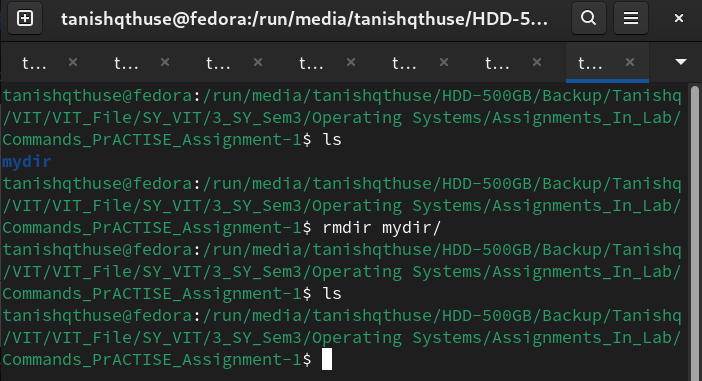 tanishqthuse@fedora:/run/media/tanishqthuse/HDD-5...
t... × t... × t... × t... × t... × t... × t... ×
tanishqthuse@fedora:/run/media/tanishqthuse/HDD-500GB/Backup/Tanishq
/VIT/VIT_File/SY_VIT/3_SY_Sem3/Operating Systems/Assignments_In_Lab/
Commands_PrACTISE_Assignment-1$ ls
mydir
tanishqthuse@fedora:/run/media/tanishqthuse/HDD-500GB/Backup/Tanishq
/VIT/VIT_File/SY_VIT/3_SY_Sem3/Operating Systems/Assignments_In_Lab/
Commands_PrACTISE_Assignment-1$ rmdir mydir/
tanishqthuse@fedora:/run/media/tanishqthuse/HDD-500GB/Backup/Tanishq
/VIT/VIT_File/SY_VIT/3_SY_Sem3/Operating Systems/Assignments_In_Lab/
Commands_PrACTISE_Assignment-1$ ls
tanishqthuse@fedora:/run/media/tanishqthuse/HDD-500GB/Backup/Tanishq
/VIT/VIT_File/SY_VIT/3_SY_Sem3/Operating Systems/Assignments_In_Lab/
Commands_PrACTISE_Assignment-1$